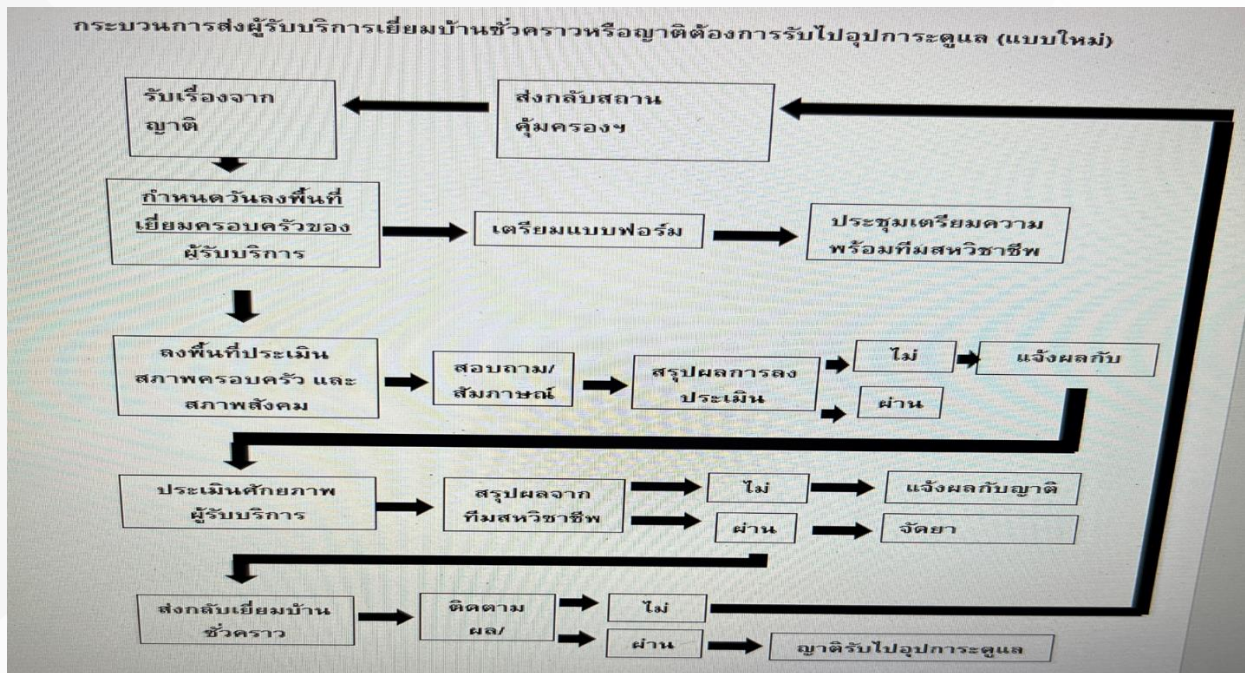 กระบวนการส่งผู้รับบริการเยี่ยมบ้านชั่วคราวหรือญาติต้องการรับไปอุปการะดูแล (แบบใหม่)
รับเรื่องจาก
ญาติ
ส่งกลับสถาน
คุ้มครองฯ
กำหนดวันลงพื้นที่
เยี่ยมครอบครัวของ
ผู้รับบริการ
เตรียมแบบฟอร์ม
ประชุมเตรียมความ
พร้อมทีมสหวิชาชีพ
ลงพื้นที่ประเมิน
สภาพครอบครัว และ
สภาพสังคม
สอบถาม/
สัมภาษณ์
สรุปผลการลง
ประเมิน
ไม่
ผ่าน
แจ้งผลกับ
ประเมินศักยภาพ
ผู้รับบริการ
สรุปผลจาก
ทีมสหวิชาชีพ
ไม่
แจ้งผลกับญาติ
ผ่าน
จัดยา
ส่งกลับเยี่ยมบ้าน
ชั่วคราว
ติดตาม
ผล/
ไม่
ผ่าน
ญาติรับไปอุปการะดูแล